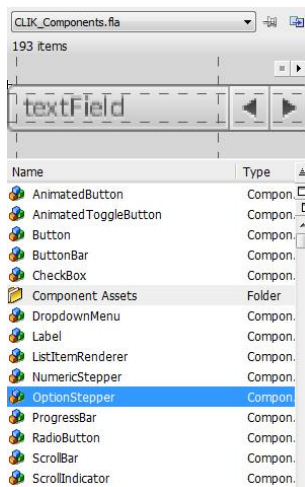 CLIK_Components.fla
193 items
textField
Name Type
AnimatedButton Compon.
AnimatedToggleButton Compon.
Button Compon.
ButtonBar Compon.
CheckBox Compon.
Component Assets Folder
DropdownMenu Compon.
Label Compon.
ListItemRenderer Compon.
NumericStepper Compon.
OptionStepper Compon.
ProgressBar Compon.
RadioButton Compon.
ScrollBar Compon.
ScrollIndicator Compon.